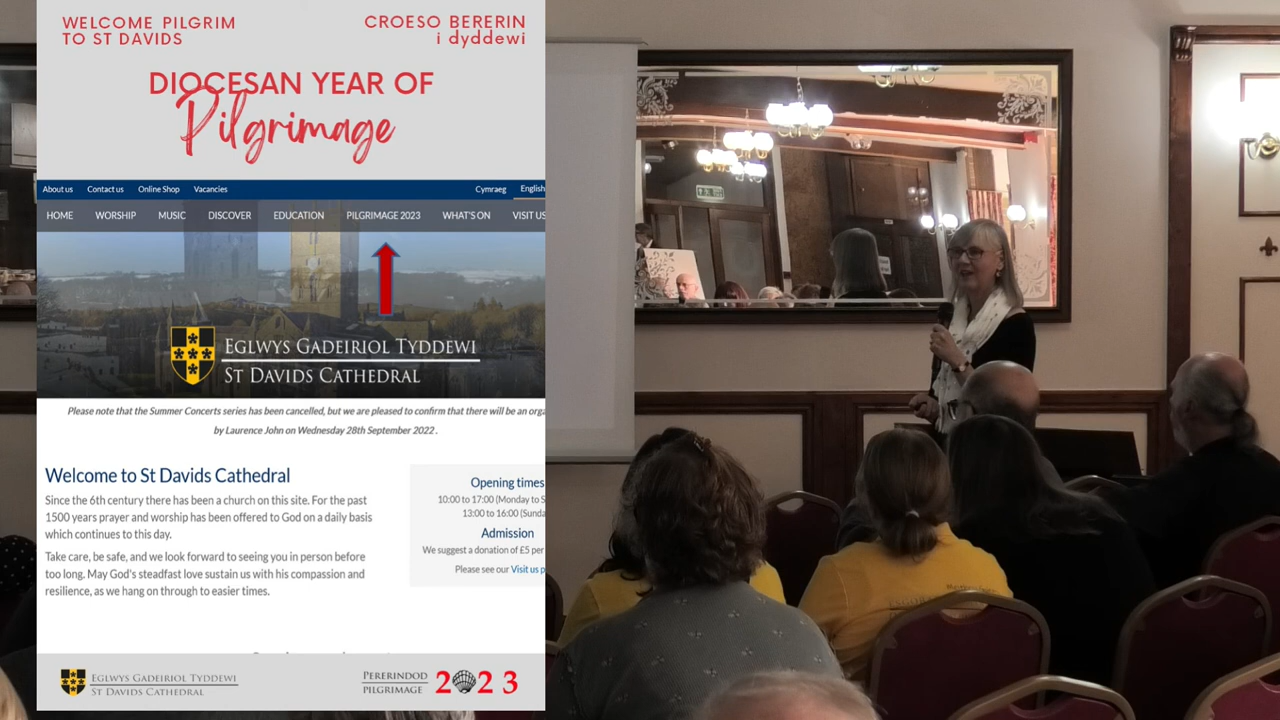 WELCOME PILGRIM
TO ST DAVIDS
CROESO BERERIN
i dyddewi
DIOCESAN YEAR OF
Pilgrimage
About us Contact us Online Shop Vacancies Cymraeg English
HOME WORSHIP MUSIC DISCOVER EDUCATION PILGRIMAGE 2023 WHAT'S ON VISIT US
EGLWYS GADEIRIOL TYDDEWI
ST DAVIDS CATHEDRAL
Please note that the Summer Concerts series has been cancelled, but we are pleased to confirm that there will be an orga
by Laurence John on Wednesday 28th September 2022 .
Welcome to St Davids Cathedral
Since the 6th century there has been a church on this site. For the past
1500 years prayer and worship has been offered to God on a daily basis
which continues to this day.
Take care, be safe, and we look forward to seeing you in person before
too long. May God's steadfast love sustain us with his compassion and
resilience, as we hang on through to easier times.
Opening times
10:00 to 17:00 (Monday to S
13:00 to 16:00 (Sunda
Admission
We suggest a donation of £5 per
Please see our Visit us p
EGLWYS GADEIRIOL TYDDEWI
ST DAVIDS CATHEDRAL
PERERINDOD
PILGRIMAGE
2023